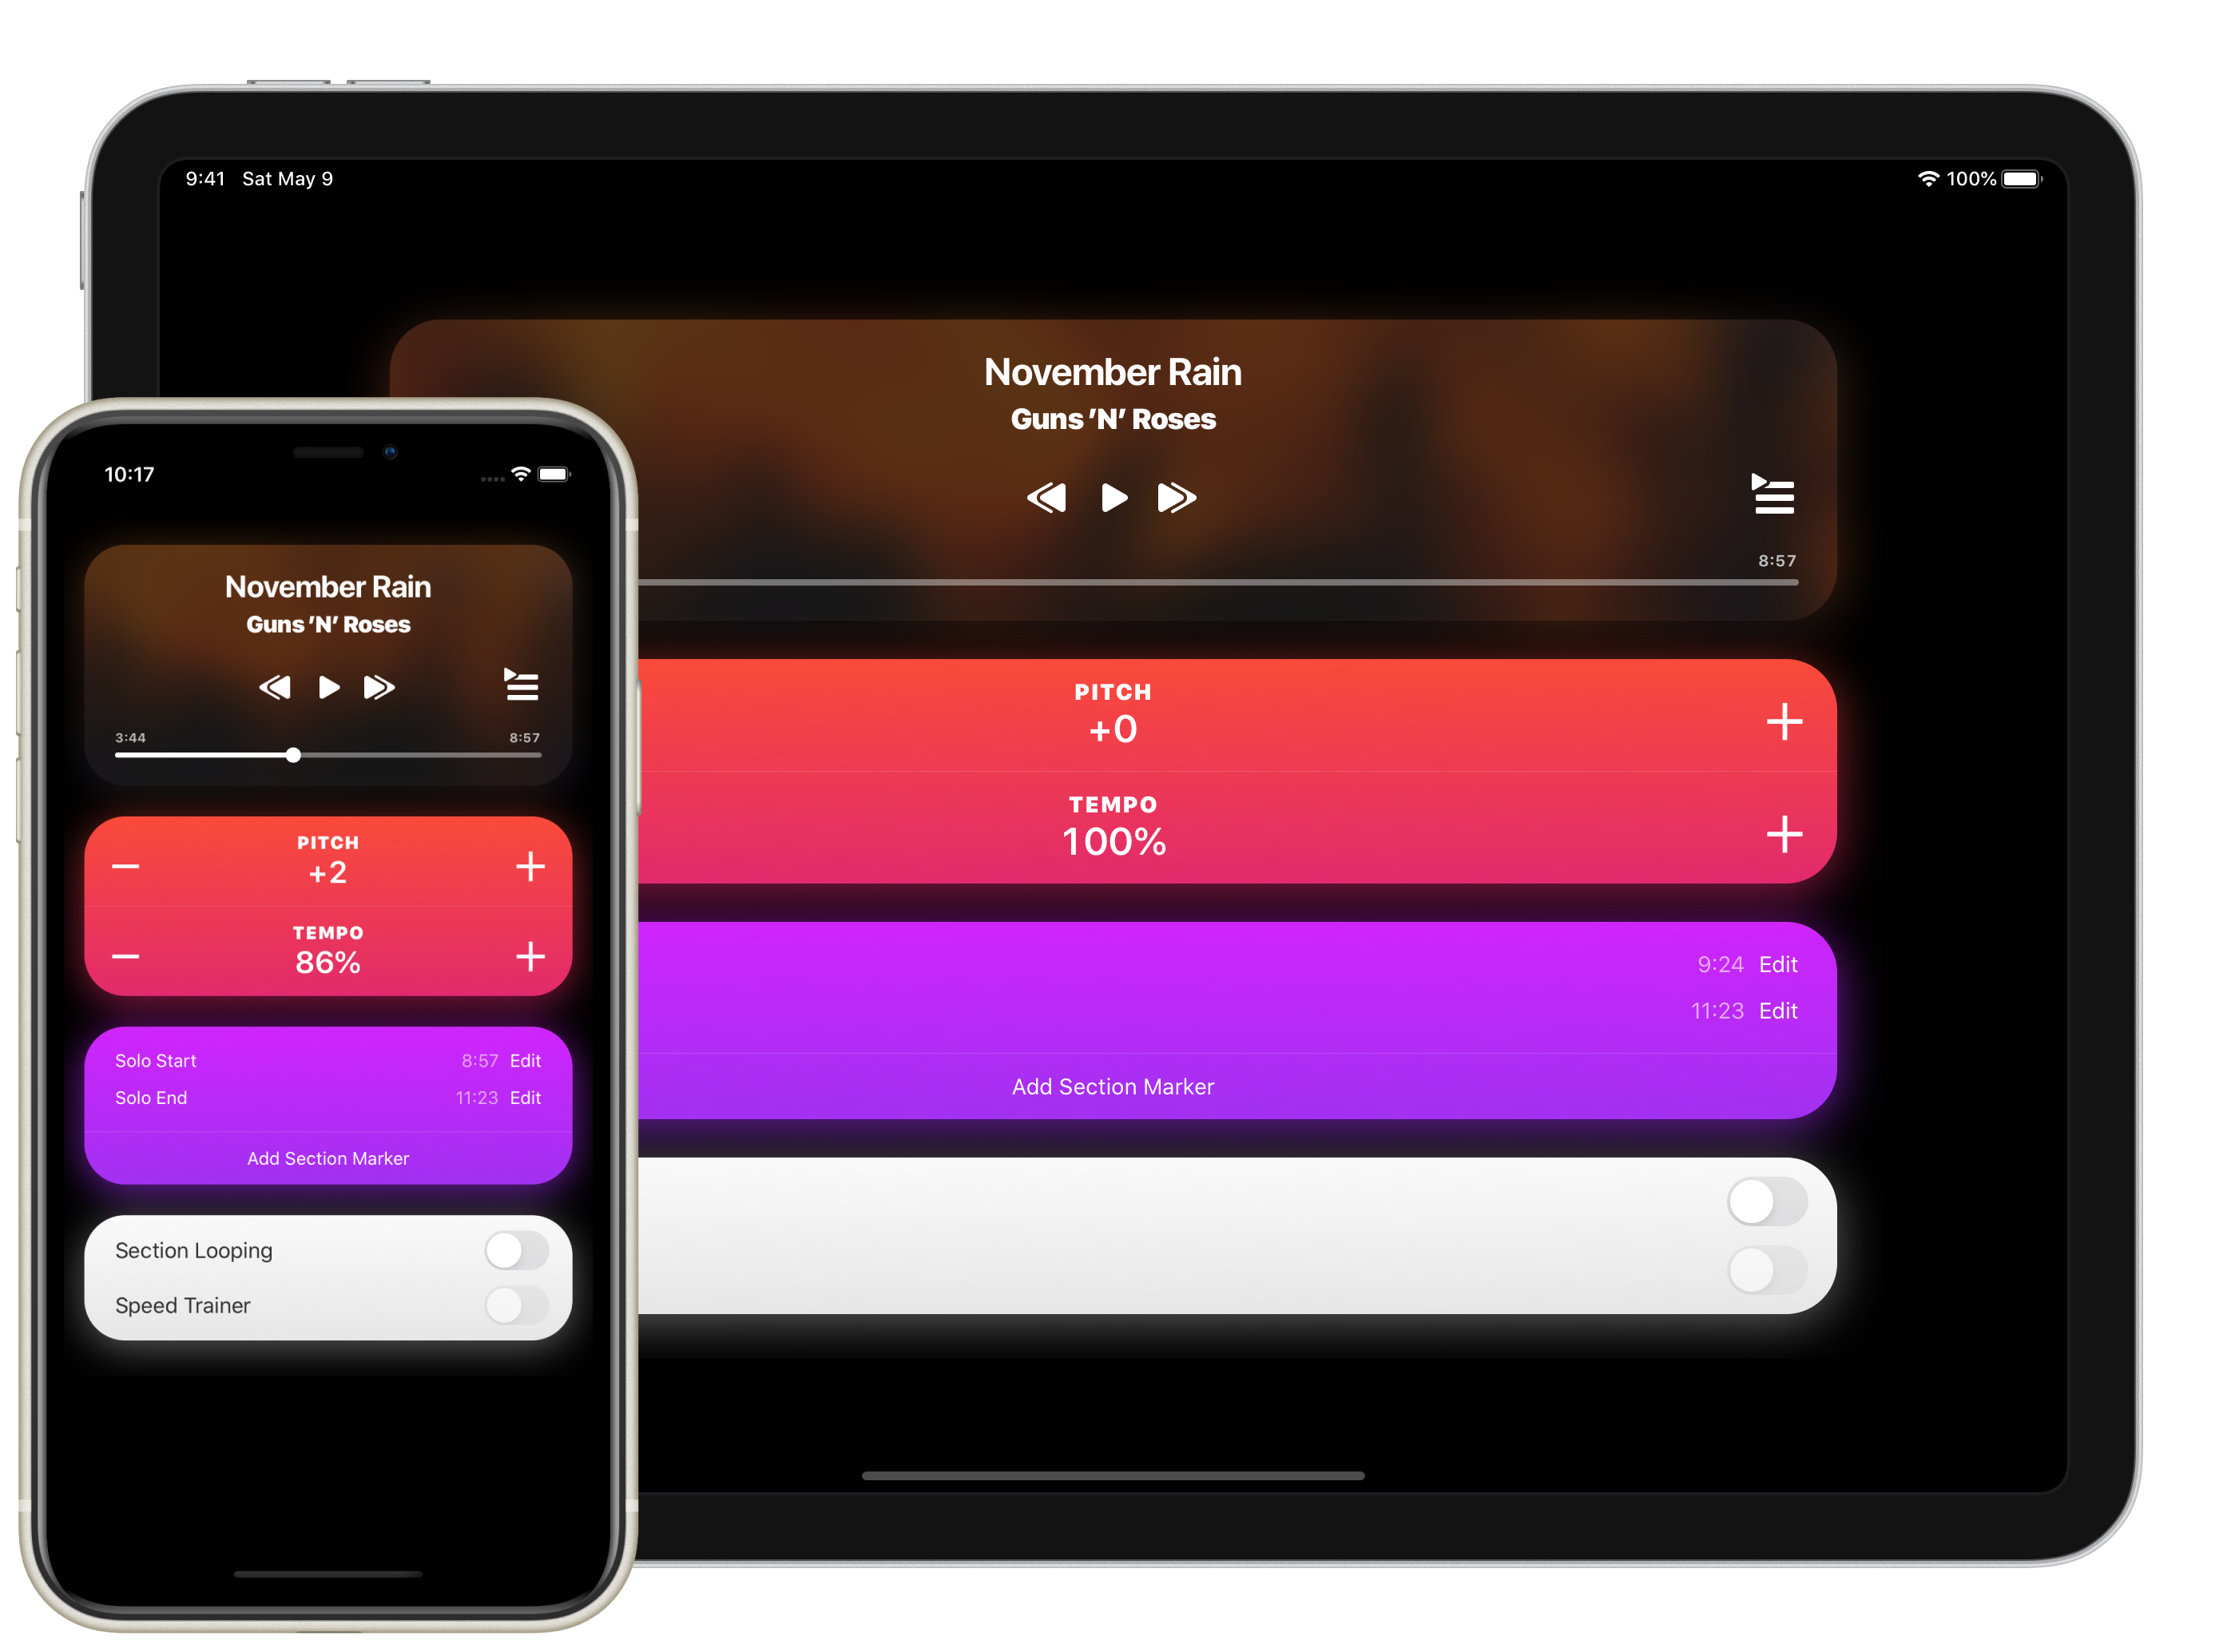 9:41 Sat May 9
100%
November Rain
Guns ’N’ Roses
8:57
PITCH
+0
TEMPO
100%
9:24 Edit
11:23 Edit
Add Section Marker
10:17
November Rain
Guns ’N’ Roses
3:44 8:57
PITCH
+2
TEMPO
86%
Solo Start 8:57 Edit
Solo End 11:23 Edit
Add Section Marker
Section Looping
Speed Trainer